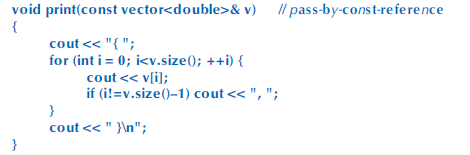 void print(const vector<double>& v) // pass-by-const-reference
{
cout << "{ ";
for (int i = 0; i<v.size(); ++i) {
cout << v[i];
if (i!=v.size()–1) cout << ", ";
}
cout << " }\n";
}